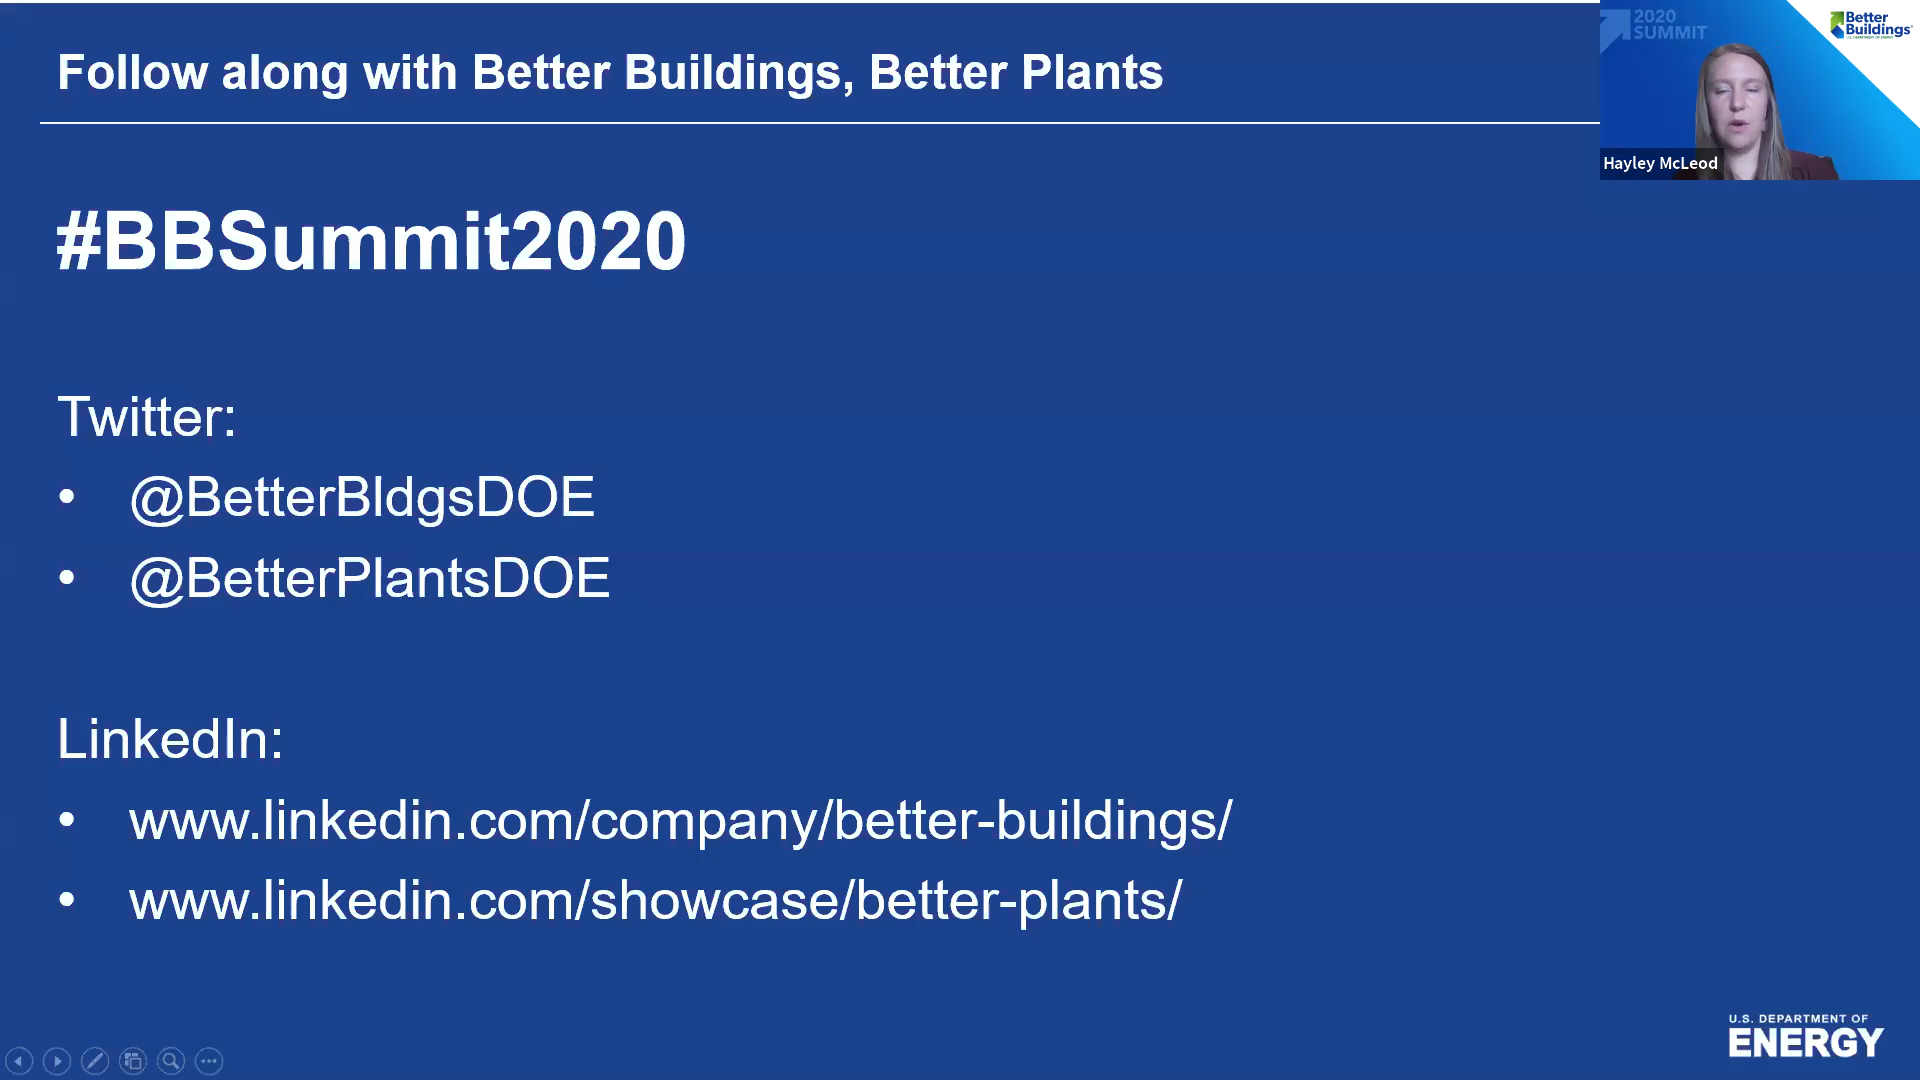 Follow along with Better Buildings, Better Plants
2020
SUMMIT
Better
Buildings®
Hayley McLeod
#BBSummit2020
Twitter:
• @BetterBldgsDOE
• @BetterPlantsDOE
LinkedIn:
• www.linkedin.com/company/better-buildings/
• www.linkedin.com/showcase/better-plants/
U.S. DEPARTMENT OF
ENERGY